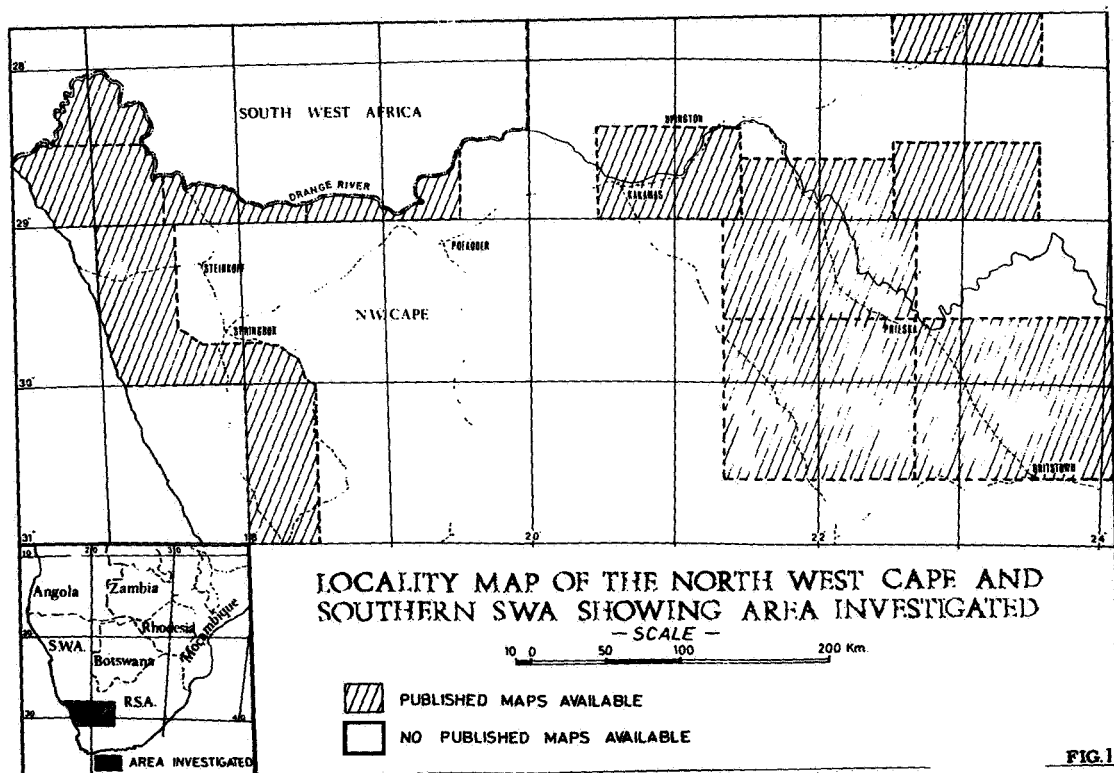 28°
SOUTH WEST AFRICA
UPINGTON
ORANGE RIVER
KAKAMAS
29°
POFADDER
STEINKOPF
N.W. CAPE
SPRINGBOK
PRIESKA
30°
BRITSTOWN
31°
18
20
22
24
10
20
30
Angola
Zambia
Rhodesia
Mocambique
S.W.A.
Botswana
R.S.A.
30
40
AREA INVESTIGATED
LOCALITY MAP OF THE NORTH WEST CAPE AND
SOUTHERN SWA SHOWING AREA INVESTIGATED
— SCALE —
10 0 50 100 200 Km.
PUBLISHED MAPS AVAILABLE
NO PUBLISHED MAPS AVAILABLE
FIG.1